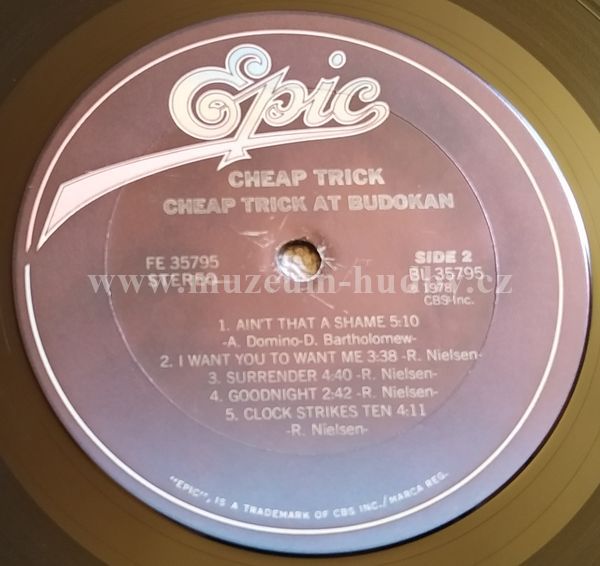 Epic
CHEAP TRICK
CHEAP TRICK AT BUDOKAN
FE 35795
STEREO
SIDE 2
BL 35795
℗ 1978
CBS Inc.
www.muzeum-hudby.cz
1. AIN'T THAT A SHAME 5:10
-A. Domino-D. Bartholomew-
2. I WANT YOU TO WANT ME 3:38 -R. Nielsen-
3. SURRENDER 4:40 -R. Nielsen-
4. GOODNIGHT 2:42 -R. Nielsen-
5. CLOCK STRIKES TEN 4:11
-R. Nielsen-
"EPIC", IS A TRADEMARK OF CBS INC./MARCA REG.